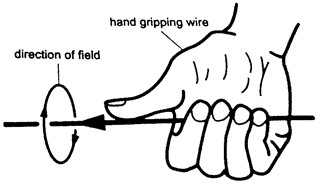 hand gripping wire
direction of field